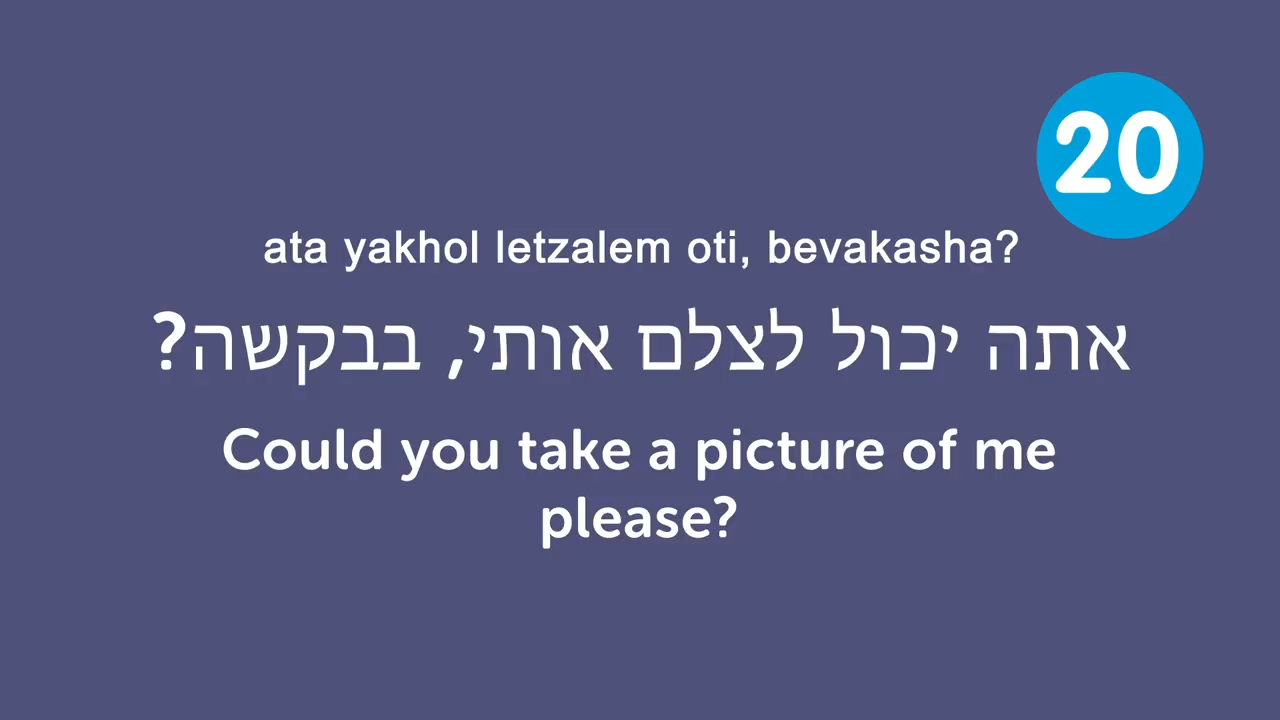 20
ata yakhol letzalem oti, bevakasha?
אתה יכול לצלם אותי, בבקשה?
Could you take a picture of me
please?